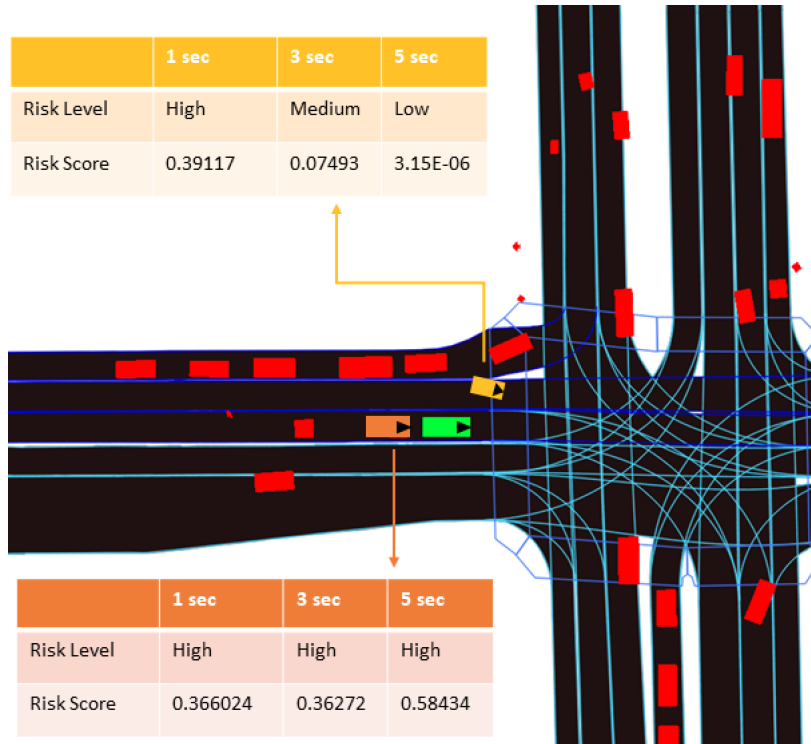 1 sec 3 sec 5 sec
Risk Level High Medium Low
Risk Score 0.39117 0.07493 3.15E-06
1 sec 3 sec 5 sec
Risk Level High High High
Risk Score 0.366024 0.36272 0.58434